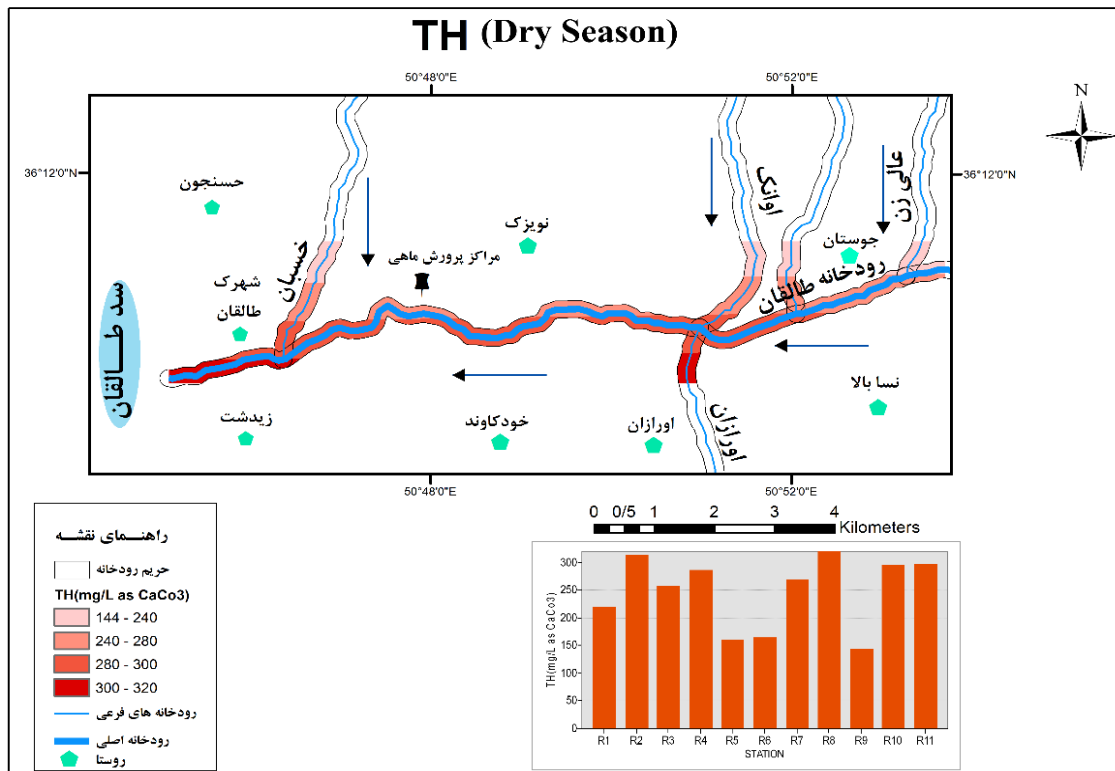 TH (Dry Season)
50°48'0"E
50°52'0"E
N
36°12'0"N
36°12'0"N
حسنجون
خسبان
نویزک
مراکز پرورش ماهی
اوانک
جوستان
عالی زن
رودخانه طالقان
شهرک
طالقان
سد طـــالقان
نسا بالا
زیدشت
خودکاوند
اورازان
اورازان
50°48'0"E
50°52'0"E
0 0/5 1 2 3 4
Kilometers
راهنـــمای نقشـــه
حریم رودخانه
TH(mg/L as CaCo3)
144 - 240
240 - 280
280 - 300
300 - 320
رودخانه های فرعی
رودخانه اصلی
روستا
TH(mg/L as CaCo3)
300
250
200
150
100
50
0
R1 R2 R3 R4 R5 R6 R7 R8 R9 R10 R11
STATION